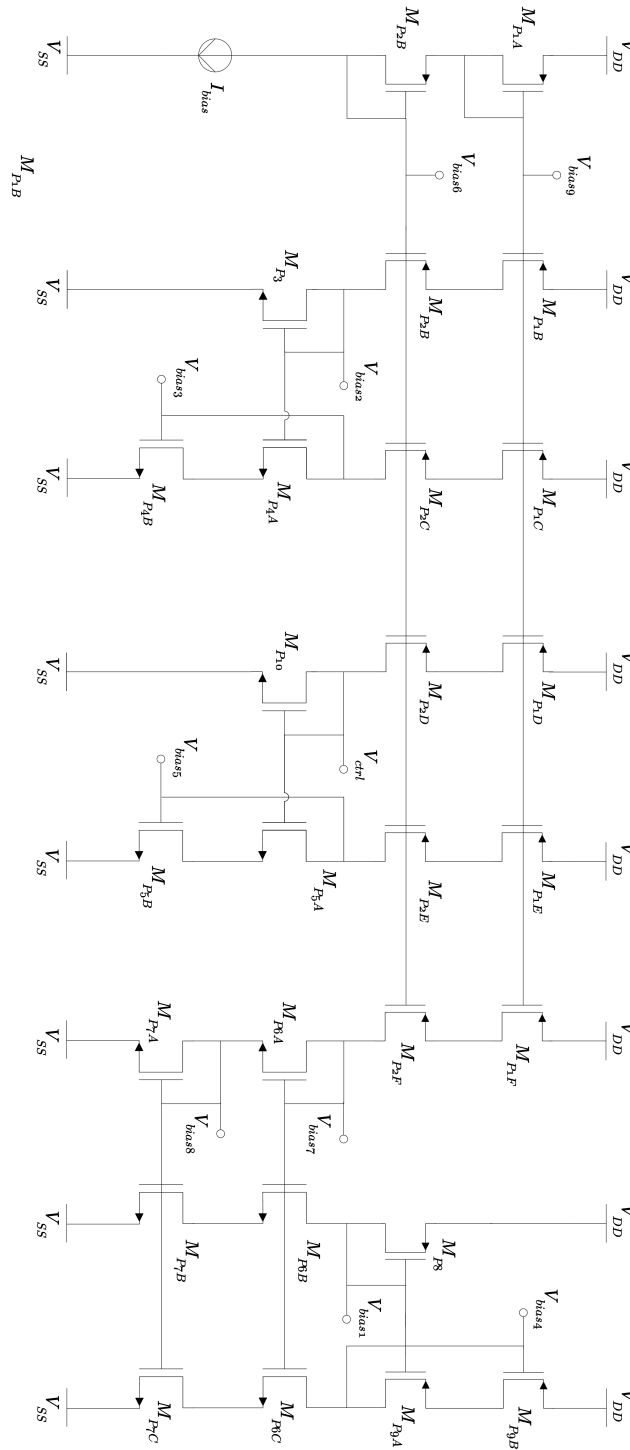 V_DD
V_DD
V_DD
V_DD
V_DD
V_DD
V_DD
V_DD
V_bias9
V_bias4
M_P1A
M_P1B
M_P1C
M_P1D
M_P1E
M_P1F
M_P9B
V_bias6
M_P8
M_P2B
M_P2B
M_P2C
M_P2D
M_P2E
M_P2F
M_P9A
V_bias2
V_ctrl
V_bias7
V_bias1
M_P3
M_P4A
M_P10
M_P5A
M_P6A
M_P6B
M_P6C
I_bias
V_bias3
V_bias5
V_bias8
M_P4B
M_P5B
M_P7A
M_P7B
M_P7C
V_SS
V_SS
V_SS
V_SS
V_SS
V_SS
V_SS
V_SS
M_P1B